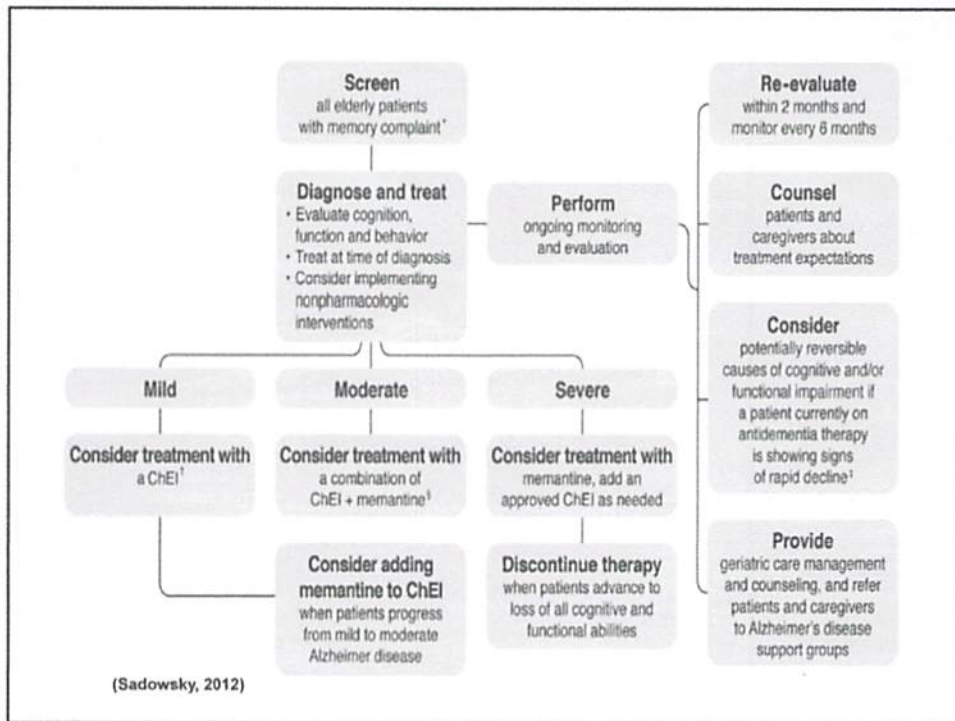 Screen
all elderly patients
with memory complaint*
Diagnose and treat
• Evaluate cognition,
function and behavior
• Treat at time of diagnosis
• Consider implementing
nonpharmacologic
interventions
Perform
ongoing monitoring
and evaluation
Re-evaluate
within 2 months and
monitor every 6 months
Counsel
patients and
caregivers about
treatment expectations
Consider
potentially reversible
causes of cognitive and/or
functional impairment if
a patient currently on
antidementia therapy
is showing signs
of rapid decline‡
Provide
geriatric care management
and counseling, and refer
patients and caregivers
to Alzheimer's disease
support groups
Mild
Consider treatment with
a ChEI†
Moderate
Consider treatment with
a combination of
ChEI + memantine§
Consider adding
memantine to ChEI
when patients progress
from mild to moderate
Alzheimer disease
Severe
Consider treatment with
memantine, add an
approved ChEI as needed
Discontinue therapy
when patients advance to
loss of all cognitive and
functional abilities
(Sadowsky, 2012)